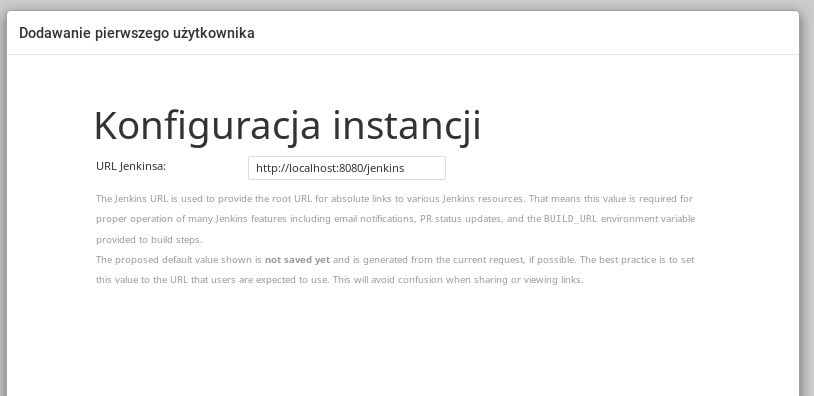 Dodawanie pierwszego użytkownika
Konfiguracja instancji
URL Jenkinsa: http://localhost:8080/jenkins
The Jenkins URL is used to provide the root URL for absolute links to various Jenkins resources. That means this value is required for
proper operation of many Jenkins features including email notifications, PR status updates, and the BUILD_URL environment variable
provided to build steps.
The proposed default value shown is not saved yet and is generated from the current request, if possible. The best practice is to set
this value to the URL that users are expected to use. This will avoid confusion when sharing or viewing links.